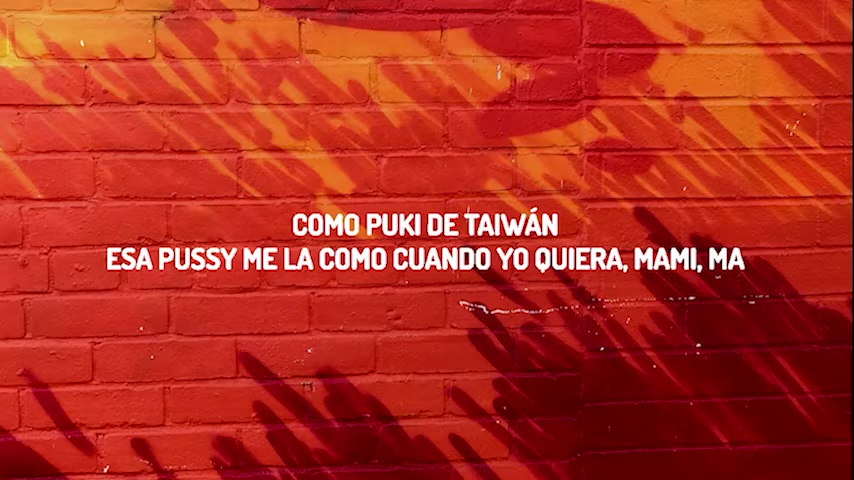 COMO PUKI DE TAIWÁN
ESA PUSSY ME LA COMO CUANDO YO QUIERA, MAMI, MA